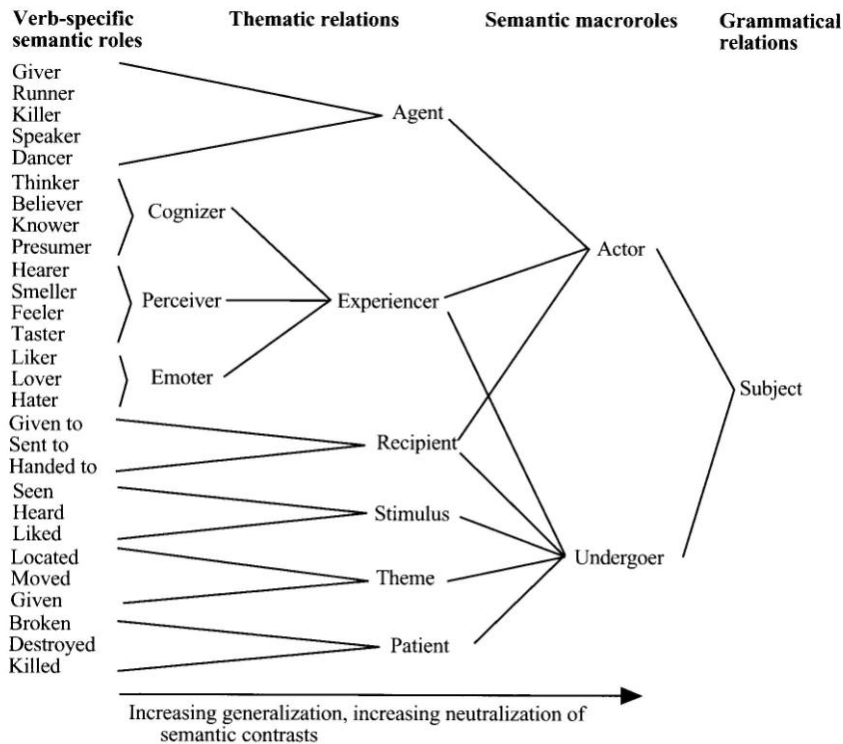 Verb-specific
semantic roles
Thematic relations
Semantic macroroles
Grammatical
relations
Giver
Runner
Killer
Speaker
Dancer
Agent
Thinker
Believer
Knower
Presumer
Cognizer
Hearer
Smeller
Feeler
Taster
Perceiver
Liker
Lover
Hater
Emoter
Experiencer
Given to
Sent to
Handed to
Recipient
Seen
Heard
Liked
Stimulus
Located
Moved
Given
Theme
Broken
Destroyed
Killed
Patient
Actor
Undergoer
Subject
Increasing generalization, increasing neutralization of
semantic contrasts